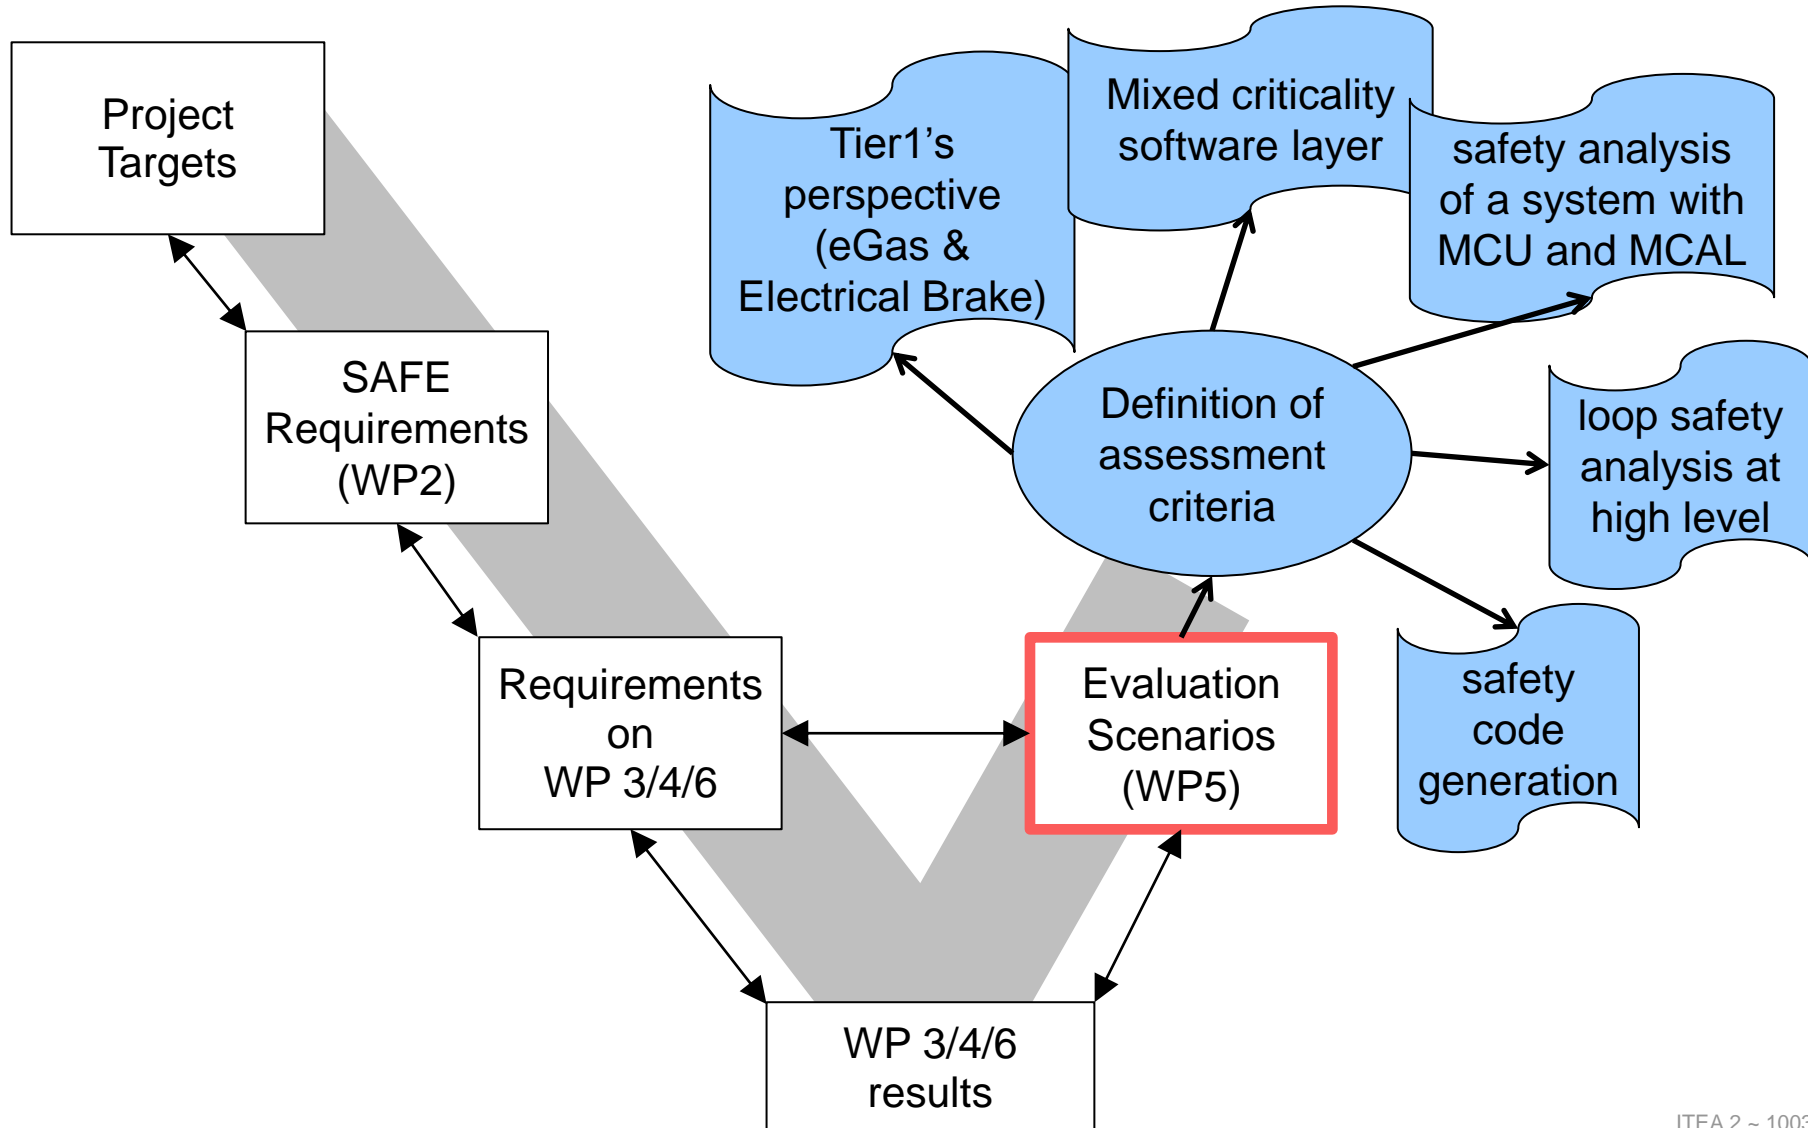 Project
Targets
SAFE
Requirements
(WP2)
Requirements
on
WP 3/4/6
WP 3/4/6
results
Evaluation
Scenarios
(WP5)
Definition of
assessment
criteria
Tier1’s
perspective
(eGas &
Electrical Brake)
Mixed criticality
software layer
safety analysis
of a system with
MCU and MCAL
loop safety
analysis at
high level
safety
code
generation
ITEA 2 ~ 1003